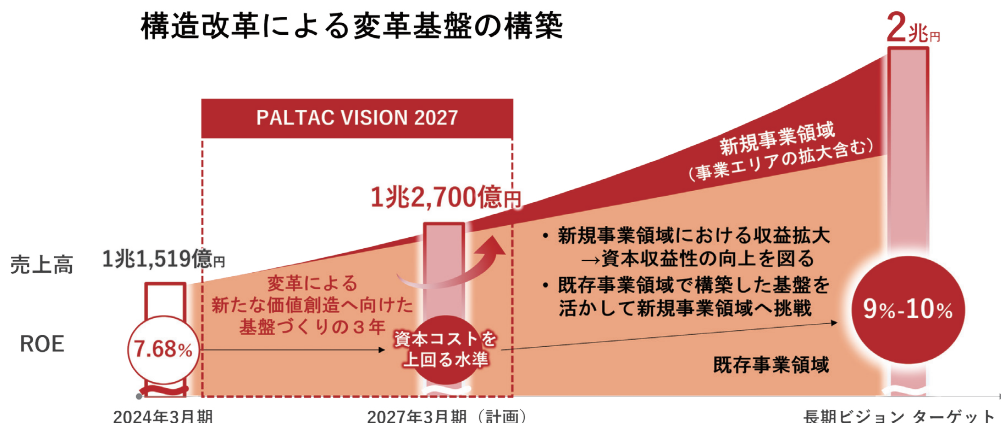 構造改革による変革基盤の構築
2兆円
PALTAC VISION 2027
新規事業領域
（事業エリアの拡大含む）
1兆2,700億円
・新規事業領域における収益拡大
→資本収益性の向上を図る
・既存事業領域で構築した基盤を
活かして新規事業領域へ挑戦
売上高
1兆1,519億円
変革による
新たな価値創造へ向けた
基盤づくりの３年
ROE
7.68%
資本コストを
上回る水準
9%-10%
既存事業領域
2024年3月期
2027年3月期（計画）
長期ビジョン ターゲット